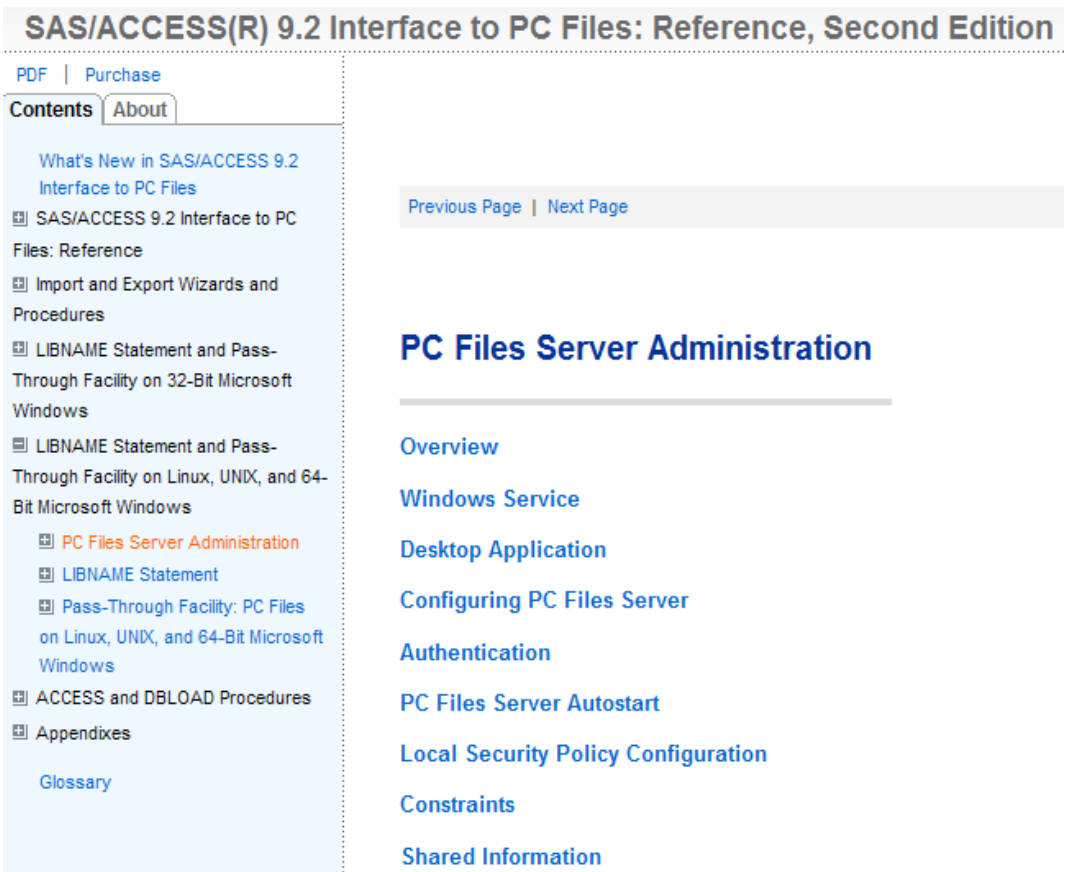 SAS/ACCESS(R) 9.2 Interface to PC Files: Reference, Second Edition
PDF | Purchase
Contents About
What's New in SAS/ACCESS 9.2
Interface to PC Files
SAS/ACCESS 9.2 Interface to PC
Files: Reference
Import and Export Wizards and
Procedures
LIBNAME Statement and Pass-
Through Facility on 32-Bit Microsoft
Windows
LIBNAME Statement and Pass-
Through Facility on Linux, UNIX, and 64-
Bit Microsoft Windows
PC Files Server Administration
LIBNAME Statement
Pass-Through Facility: PC Files
on Linux, UNIX, and 64-Bit Microsoft
Windows
ACCESS and DBLOAD Procedures
Appendixes
Glossary
Previous Page | Next Page
PC Files Server Administration
Overview
Windows Service
Desktop Application
Configuring PC Files Server
Authentication
PC Files Server Autostart
Local Security Policy Configuration
Constraints
Shared Information